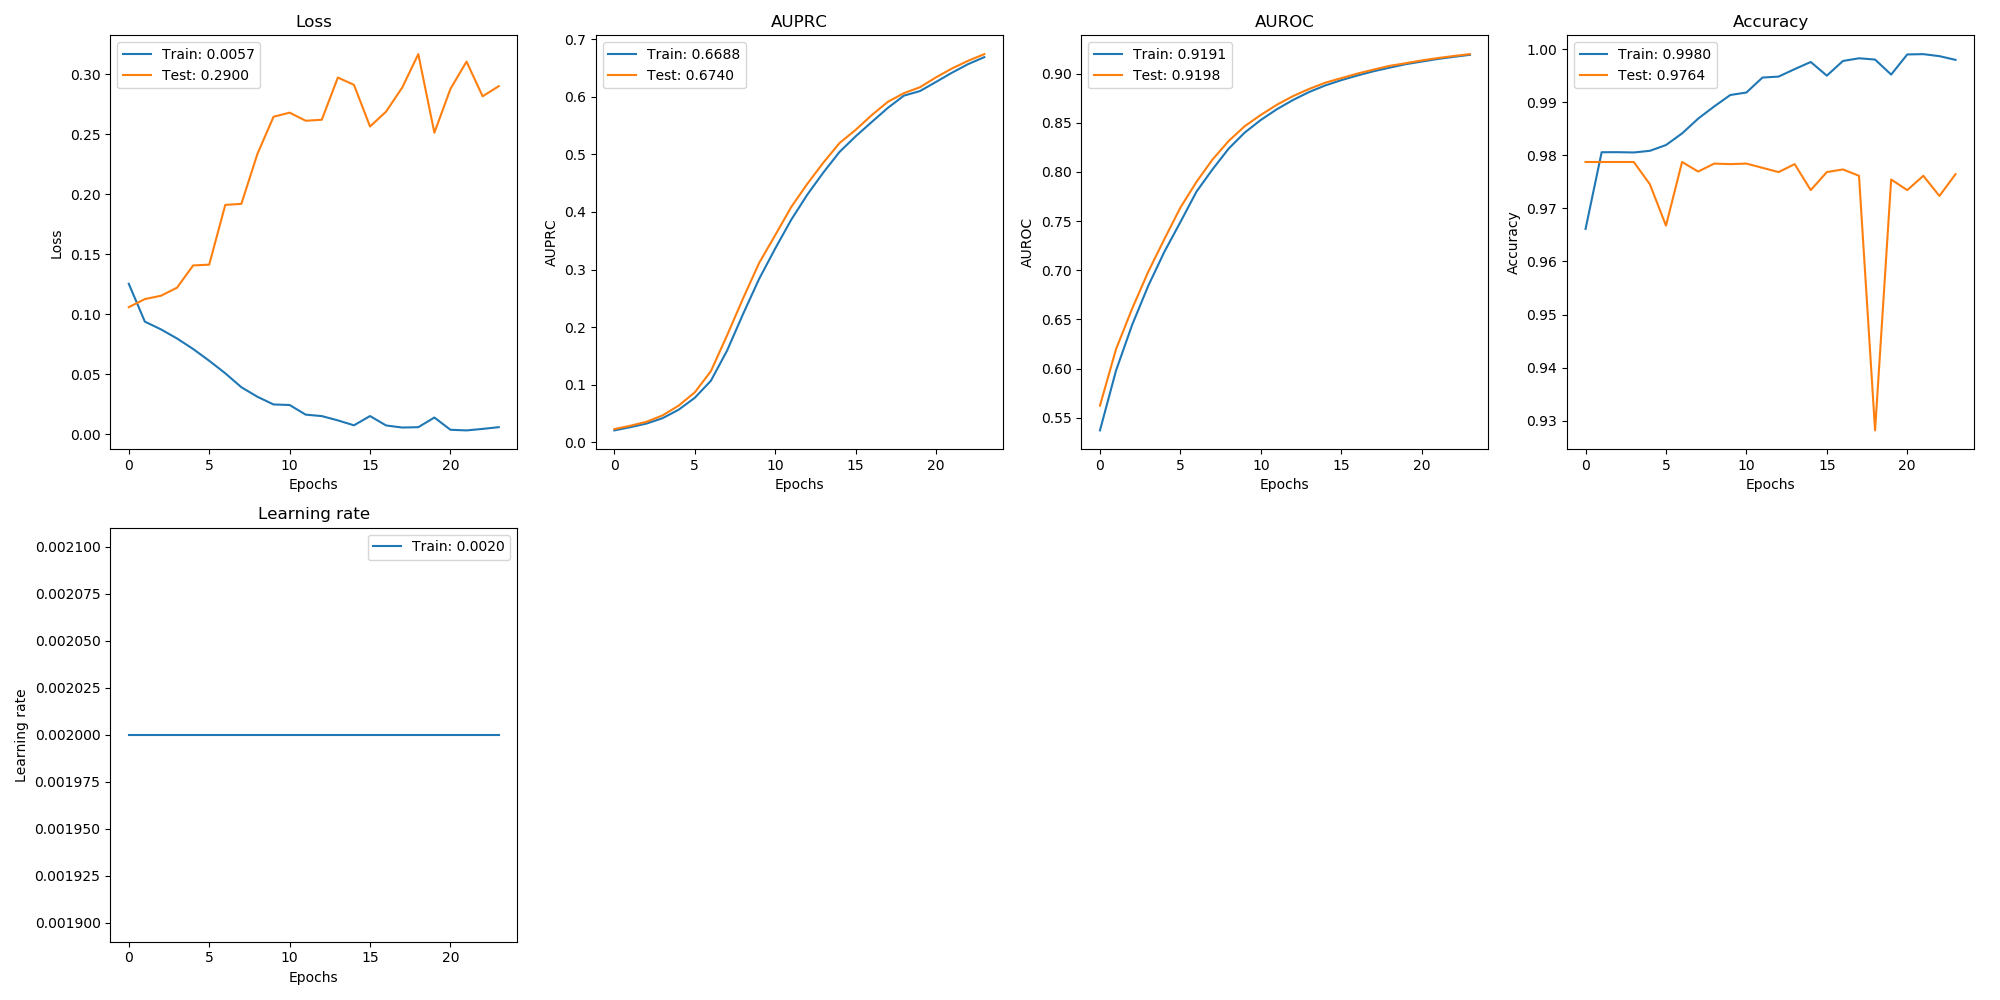 Loss
Train: 0.0057
Test: 0.2900
0.30
0.25
0.20
0.15
0.10
0.05
0.00
Loss
0 5 10 15 20
Epochs
AUPRC
Train: 0.6688
Test: 0.6740
0.7
0.6
0.5
0.4
0.3
0.2
0.1
0.0
AUPRC
0 5 10 15 20
Epochs
AUROC
Train: 0.9191
Test: 0.9198
0.90
0.85
0.80
0.75
0.70
0.65
0.60
0.55
AUROC
0 5 10 15 20
Epochs
Accuracy
Train: 0.9980
Test: 0.9764
1.00
0.99
0.98
0.97
0.96
0.95
0.94
0.93
Accuracy
0 5 10 15 20
Epochs
Learning rate
Train: 0.0020
0.002100
0.002075
0.002050
0.002025
0.002000
0.001975
0.001950
0.001925
0.001900
Learning rate
0 5 10 15 20
Epochs